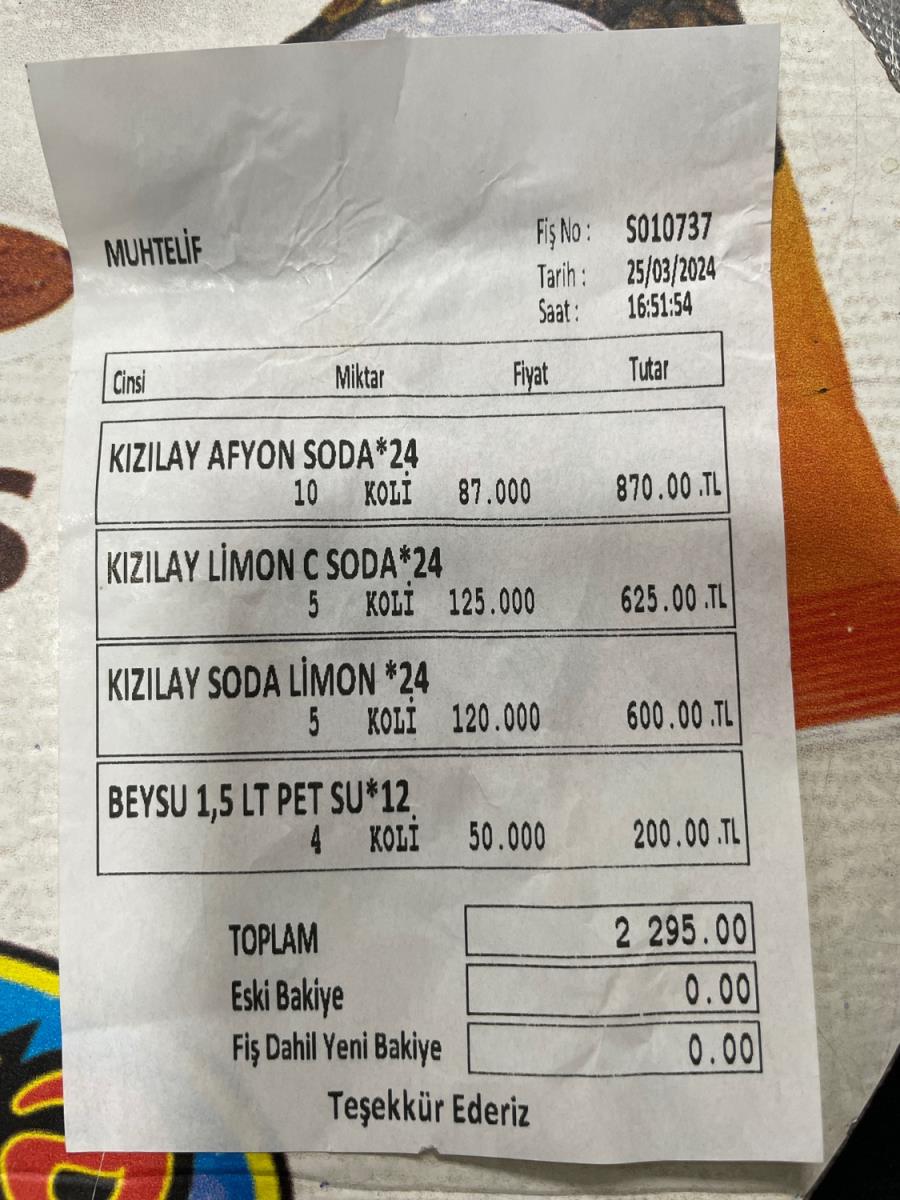 MUHTELİF
Fiş No : S010737
Tarih : 25/03/2024
Saat : 16:51:54
Cinsi Miktar Fiyat Tutar
KIZILAY AFYON SODA*24
10 KOLİ 87.000 870.00 .TL
KIZILAY LİMON C SODA*24
5 KOLİ 125.000 625.00 .TL
KIZILAY SODA LİMON *24
5 KOLİ 120.000 600.00 .TL
BEYSU 1,5 LT PET SU*12
4 KOLİ 50.000 200.00 .TL
TOPLAM 2 295.00
Eski Bakiye 0.00
Fiş Dahil Yeni Bakiye 0.00
Teşekkür Ederiz